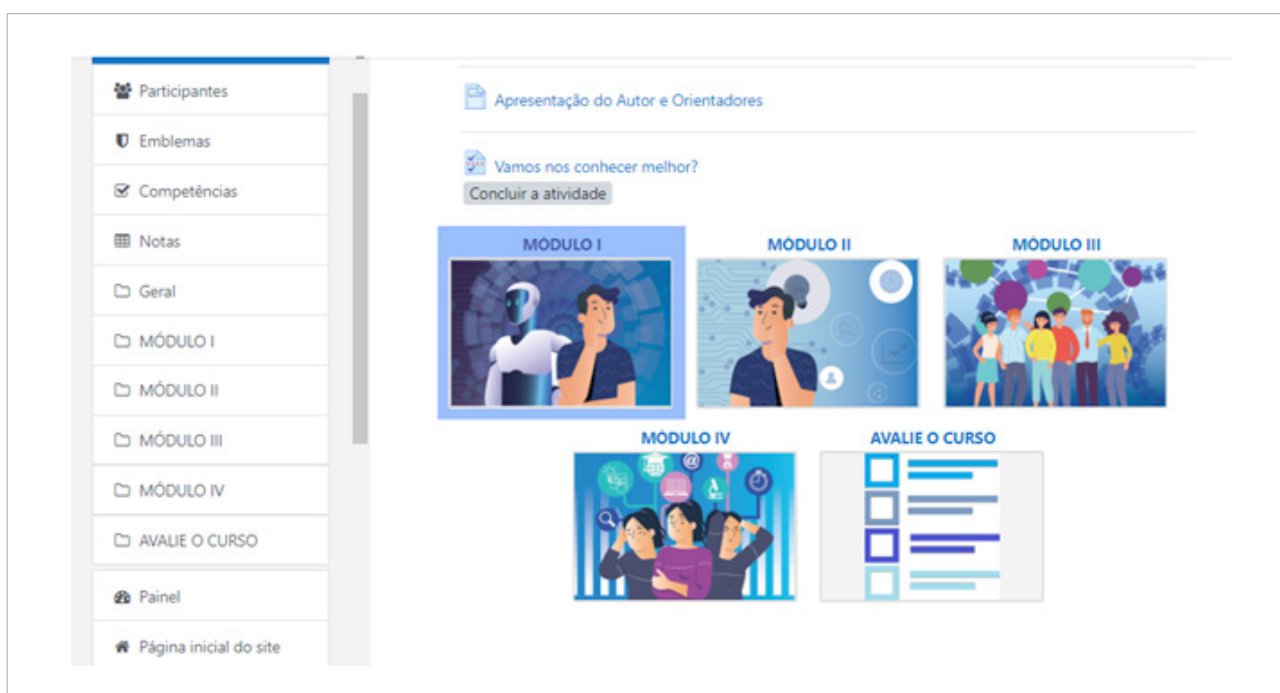 Participantes
Emblemas
Competências
Notas
Geral
MÓDULO I
MÓDULO II
MÓDULO III
MÓDULO IV
AVALIE O CURSO
Painel
Página inicial do site
Apresentação do Autor e Orientadores
Vamos nos conhecer melhor?
Concluir a atividade
MÓDULO I
MÓDULO II
MÓDULO III
MÓDULO IV
AVALIE O CURSO